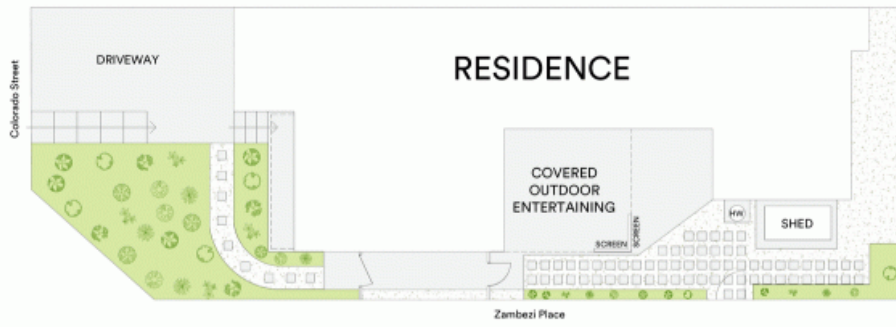 DRIVEWAY
RESIDENCE
Colorado Street
COVERED
OUTDOOR
ENTERTAINING
SCREEN
SCREEN
HW
SHED
Zambezi Place